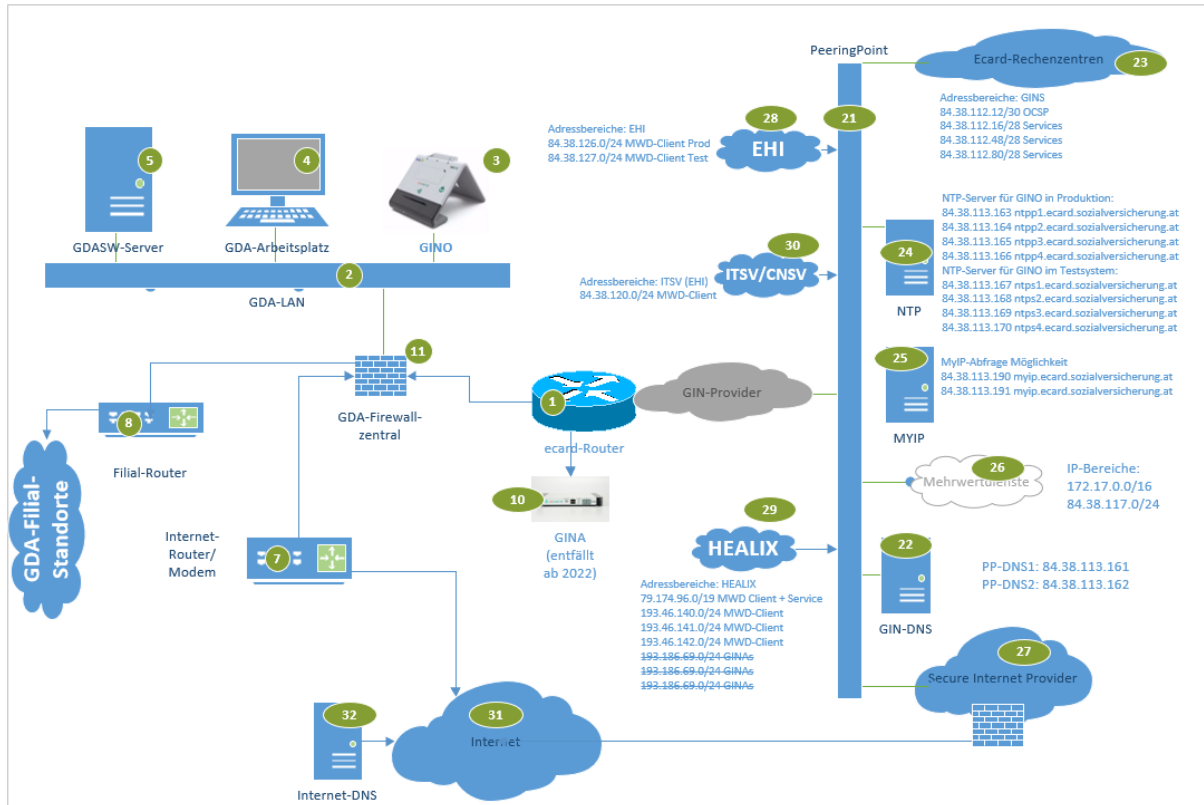 PeeringPoint
Ecard-Rechenzentren
23
Adressbereiche: GINS
84.38.112.12/30 OCSP
84.38.112.16/28 Services
84.38.112.48/28 Services
84.38.112.80/28 Services
21
28
EHI
Adressbereiche: EHI
84.38.126.0/24 MWD-Client Prod
84.38.127.0/24 MWD-Client Test
5
GDASW-Server
4
GDA-Arbeitsplatz
3
GINO
2
GDA-LAN
30
ITSV/CNSV
Adressbereiche: ITSV (EHI)
84.38.120.0/24 MWD-Client
NTP-Server für GINO in Produktion:
84.38.113.163 ntpp1.ecard.sozialversicherung.at
84.38.113.164 ntpp2.ecard.sozialversicherung.at
84.38.113.165 ntpp3.ecard.sozialversicherung.at
84.38.113.166 ntpp4.ecard.sozialversicherung.at
NTP-Server für GINO im Testsystem:
84.38.113.167 ntps1.ecard.sozialversicherung.at
84.38.113.168 ntps2.ecard.sozialversicherung.at
84.38.113.169 ntps3.ecard.sozialversicherung.at
84.38.113.170 ntps4.ecard.sozialversicherung.at
24
NTP
11
GDA-Firewall-
zentral
1
ecard-Router
GIN-Provider
25
MYIP
MyIP-Abfrage Möglichkeit
84.38.113.190 myip.ecard.sozialversicherung.at
84.38.113.191 myip.ecard.sozialversicherung.at
8
Filial-Router
GDA-Filial-
Standorte
10
GINA
(entfällt
ab 2022)
26
Mehrwertdienste
IP-Bereiche:
172.17.0.0/16
84.38.117.0/24
Internet-
Router/
Modem
7
29
HEALIX
Adressbereiche: HEALIX
79.174.96.0/19 MWD Client + Service
193.46.140.0/24 MWD-Client
193.46.141.0/24 MWD-Client
193.46.142.0/24 MWD-Client
193.186.69.0/24 GINAs
193.186.69.0/24 GINAs
193.186.69.0/24 GINAs
22
GIN-DNS
PP-DNS1: 84.38.113.161
PP-DNS2: 84.38.113.162
27
Secure Internet Provider
32
Internet-DNS
31
Internet